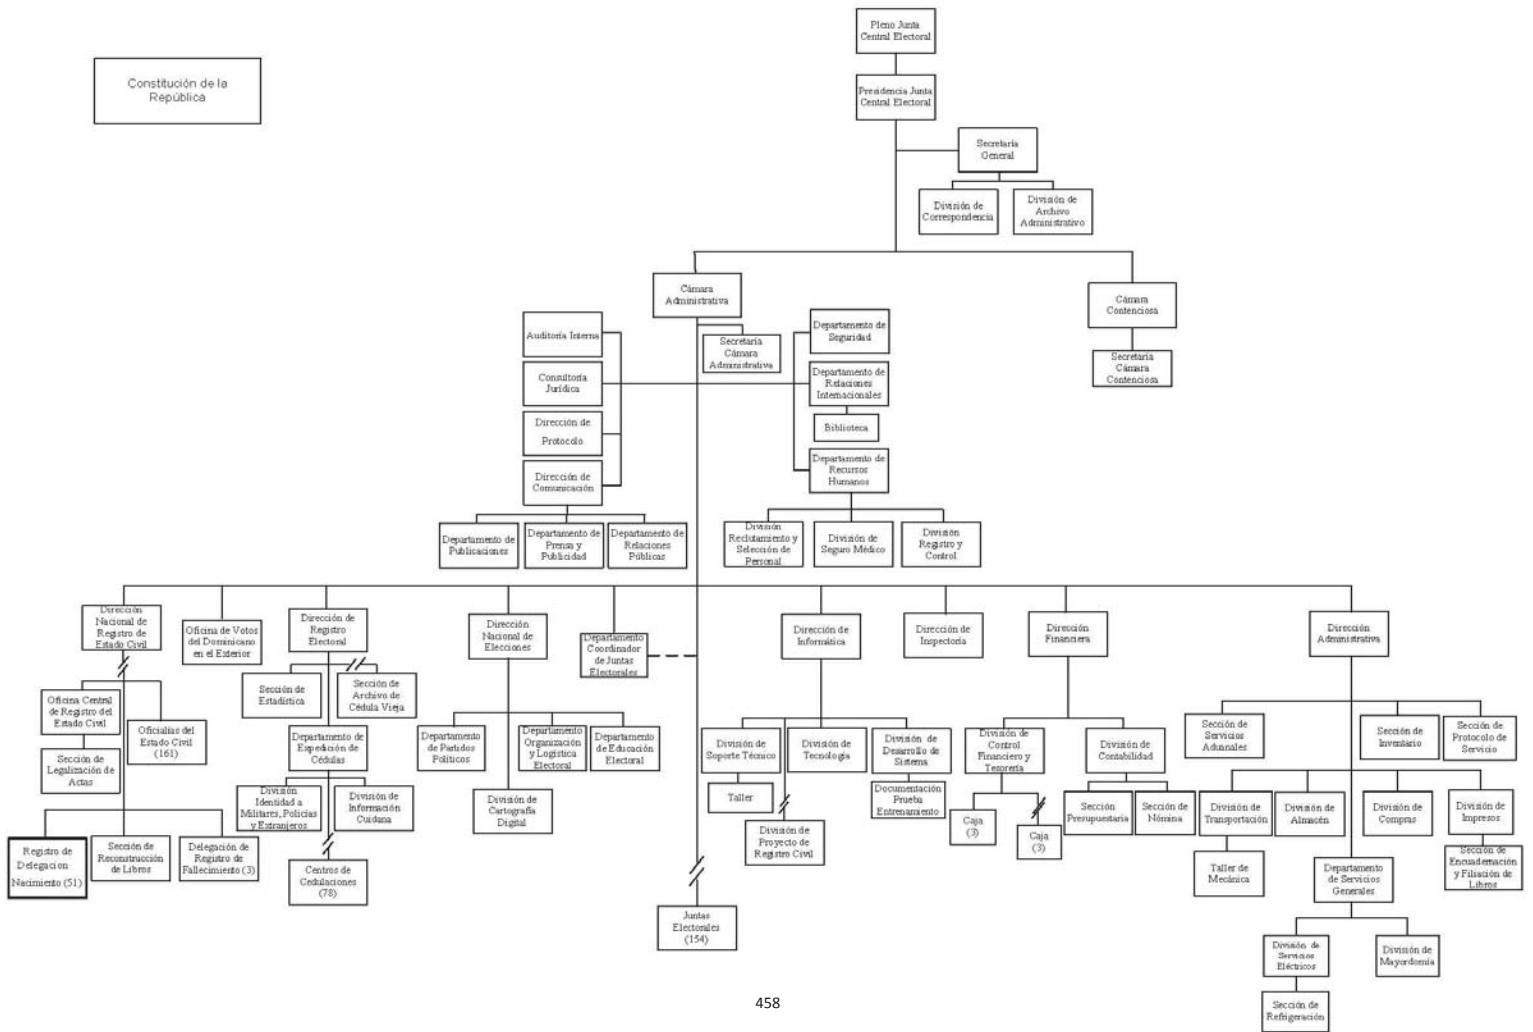 Pleno Junta
Central Electoral
Constitución de la
República
Presidencia Junta
Central Electoral
Secretaría
General
División de
Correspondencia
División de
Archivo
Administrativo
Cámara
Administrativa
Cámara
Contenciosa
Secretaría
Cámara
Contenciosa
Secretaría
Cámara
Administrativa
Auditoría Interna
Consultoría
Jurídica
Dirección de
Protocolo
Dirección de
Comunicación
Departamento de
Publicaciones
Departamento de
Prensa y
Publicidad
Departamento de
Relaciones
Públicas
Departamento de
Seguridad
Departamento de
Relaciones
Internacionales
Biblioteca
Departamento de
Recursos
Humanos
División
Reclutamiento y
Selección de
Personal
División de
Seguro Médico
División
Registro y
Control
Dirección
Nacional de
Registro de
Estado Civil
Oficina de Votos
del Dominicano
en el Exterior
Dirección de
Registro
Electoral
Dirección
Nacional de
Elecciones
Departamento
Coordinador
de Juntas
Electorales
Dirección de
Informática
Dirección de
Inspectoría
Dirección
Financiera
Dirección
Administrativa
Oficina Central
de Registro del
Estado Civil
Oficialías del
Estado Civil
(161)
Sección de
Legalización de
Actas
Sección de
Estadística
Sección de
Archivo de
Cédula Vieja
Departamento
de Expedición de
Cédulas
División
Identidad a
Militares, Policías
y Extranjeros
División de
Información
Cuidana
Departamento
de Partidos
Políticos
Departamento
Organización
y Logística
Electoral
Departamento
de Educación
Electoral
División de
Cartografía
Digital
División de
Soporte Técnico
División de
Tecnología
División de
Desarrollo de
Sistema
Taller
Documentación
Prueba
Entrenamiento
División de
Proyecto de
Registro Civil
División de
Control
Financiero y
Tesorería
División de
Contabilidad
Caja
(3)
Caja
(3)
Sección
Presupuestaria
Sección de
Nómina
Sección de
Servicios
Adunales
Sección de
Inventario
Sección de
Protocolo de
Servicio
División de
Transportación
División de
Almacén
División de
Compras
División de
Impresos
Taller de
Mecánica
Departamento
de Servicios
Generales
Sección de
Encuadernación
y Filiación de
Libros
Registro de
Delegacion
Nacimiento (51)
Sección de
Reconstrucción
de Libros
Delegación de
Registro de
Fallecimiento (3)
Centros de
Cedulaciones
(78)
Juntas
Electorales
(154)
División de
Servicios
Eléctricos
División de
Mayordomía
Sección de
Refrigeración
458